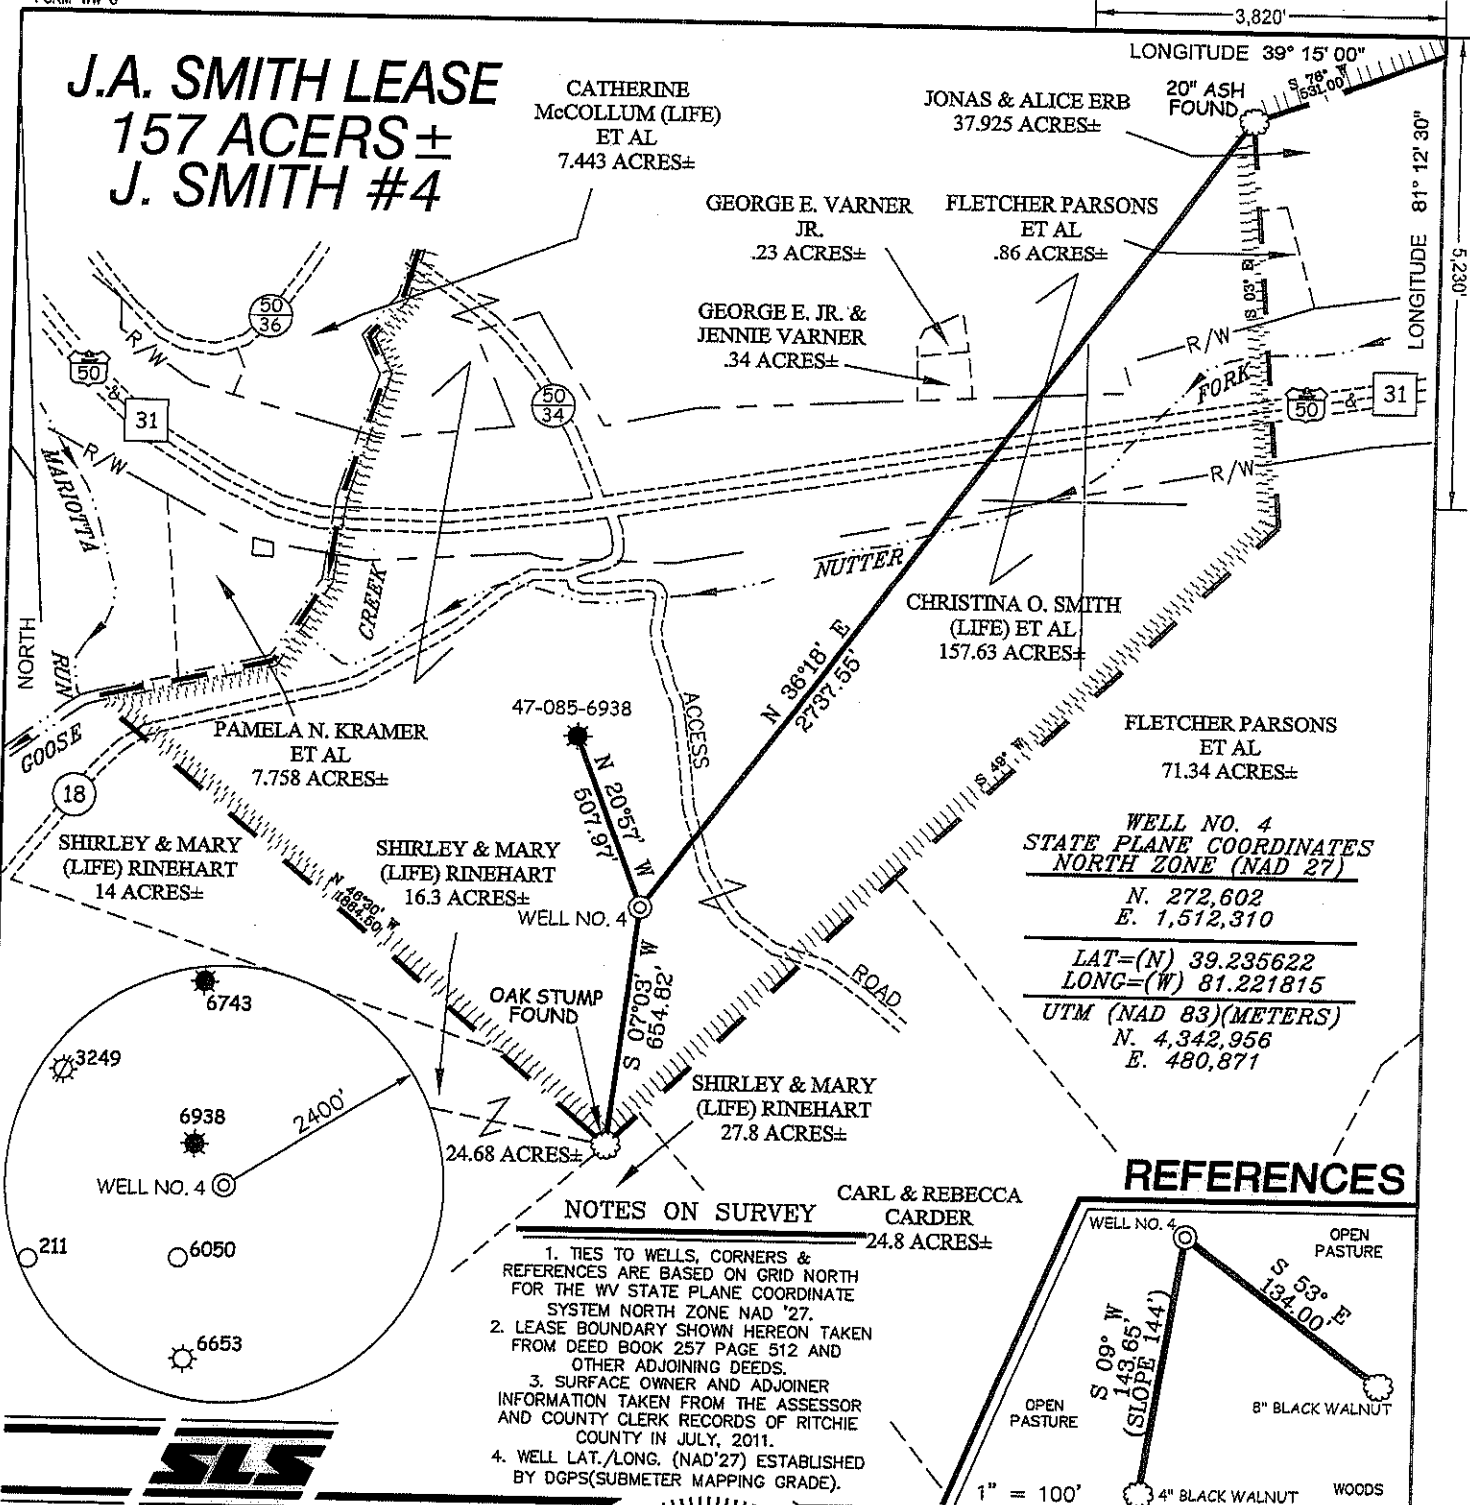 3,820'
J.A. SMITH LEASE
157 ACERS ±
J. SMITH #4
CATHERINE
McCOLLUM (LIFE)
ET AL
7.443 ACRES±
LONGITUDE 39° 15' 00"
20" ASH
FOUND
S 76° W
531.00'
JONAS & ALICE ERB
37.925 ACRES±
LONGITUDE 81° 12' 30"
5,230'
GEORGE E. VARNER
JR.
.23 ACRES±
FLETCHER PARSONS
ET AL
.86 ACRES±
GEORGE E. JR. &
JENNIE VARNER
.34 ACRES±
S 03° E
50
36
R/W
50
&
31
R/W
50
34
R/W
FORK
50
&
31
R/W
MARIOTTA
RUN
NORTH
GOOSE
CREEK
NUTTER
CHRISTINA O. SMITH
(LIFE) ET AL
157.63 ACRES±
N 36°18' E
2737.55'
47-085-6938
ACCESS
ROAD
N 20°57' W
507.97'
PAMELA N. KRAMER
ET AL
7.758 ACRES±
18
FLETCHER PARSONS
ET AL
71.34 ACRES±
S 49° W
SHIRLEY & MARY
(LIFE) RINEHART
14 ACRES±
SHIRLEY & MARY
(LIFE) RINEHART
16.3 ACRES±
WELL NO. 4
OAK STUMP
FOUND
S 07°03' W
654.82'
WELL NO. 4
STATE PLANE COORDINATES
NORTH ZONE (NAD 27)
N. 272,602
E. 1,512,310
LAT=(N) 39.235622
LONG=(W) 81.221815
UTM (NAD 83)(METERS)
N. 4,342,956
E. 480,871
6743
3249
6938
2400'
WELL NO. 4
211
6050
6653
24.68 ACRES±
SHIRLEY & MARY
(LIFE) RINEHART
27.8 ACRES±
CARL & REBECCA
CARDER
24.8 ACRES±
NOTES ON SURVEY
1. TIES TO WELLS, CORNERS &
REFERENCES ARE BASED ON GRID NORTH
FOR THE WV STATE PLANE COORDINATE
SYSTEM NORTH ZONE NAD '27.
2. LEASE BOUNDARY SHOWN HEREON TAKEN
FROM DEED BOOK 257 PAGE 512 AND
OTHER ADJOINING DEEDS.
3. SURFACE OWNER AND ADJOINER
INFORMATION TAKEN FROM THE ASSESSOR
AND COUNTY CLERK RECORDS OF RITCHIE
COUNTY IN JULY, 2011.
4. WELL LAT./LONG. (NAD'27) ESTABLISHED
BY DGPS(SUBMETER MAPPING GRADE).
REFERENCES
WELL NO. 4
OPEN
PASTURE
S 53° E
134.00'
S 09° W
143.65'
(SLOPE 144')
OPEN
PASTURE
8" BLACK WALNUT
1" = 100'
4" BLACK WALNUT
WOODS
SLS